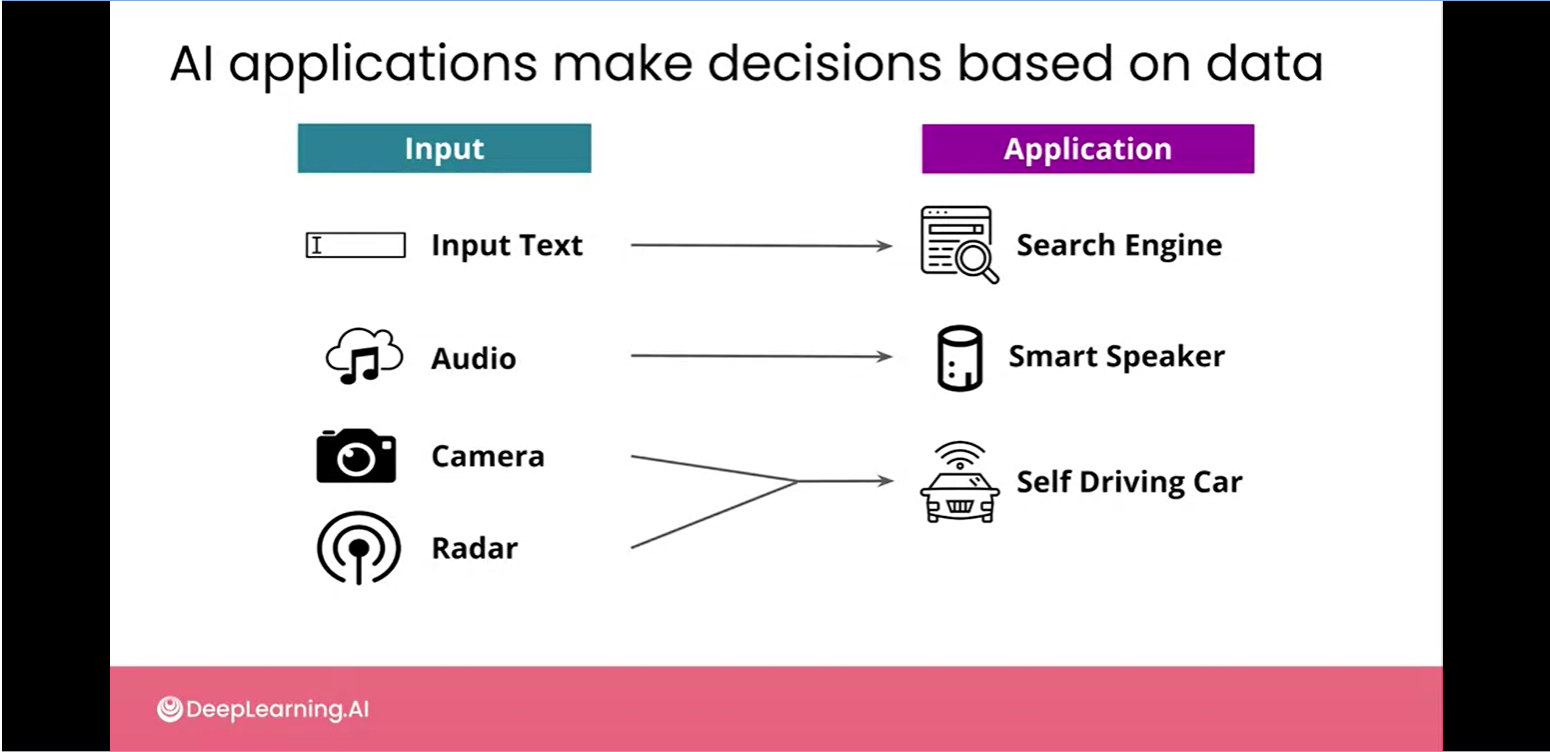 AI applications make decisions based on data
Input
Application
Input Text
Search Engine
Audio
Smart Speaker
Camera
Self Driving Car
Radar
DeepLearning.AI